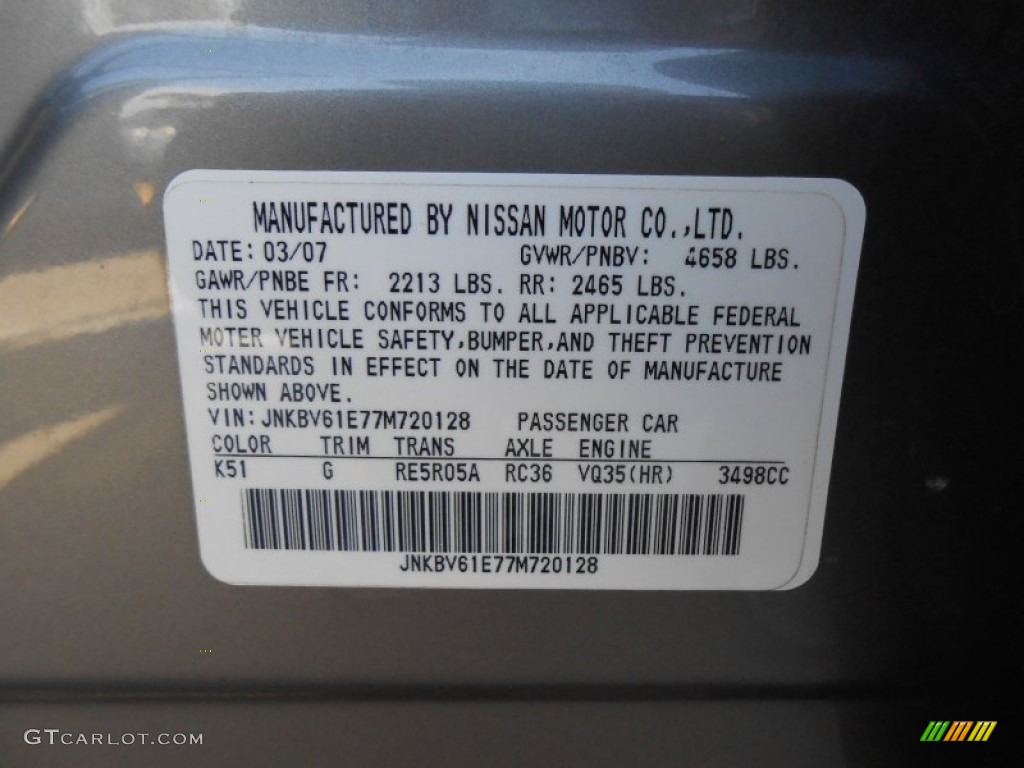 MANUFACTURED BY NISSAN MOTOR CO.,LTD.
DATE: 03/07 GVWR/PNBV: 4658 LBS.
GAWR/PNBE FR: 2213 LBS. RR: 2465 LBS.
THIS VEHICLE CONFORMS TO ALL APPLICABLE FEDERAL
MOTER VEHICLE SAFETY,BUMPER,AND THEFT PREVENTION
STANDARDS IN EFFECT ON THE DATE OF MANUFACTURE
SHOWN ABOVE.
VIN: JNKBV61E77M720128 PASSENGER CAR
COLOR TRIM TRANS AXLE ENGINE
K51 G RE5R05A RC36 VQ35(HR) 3498CC
JNKBV61E77M720128
GTCARLOT.COM